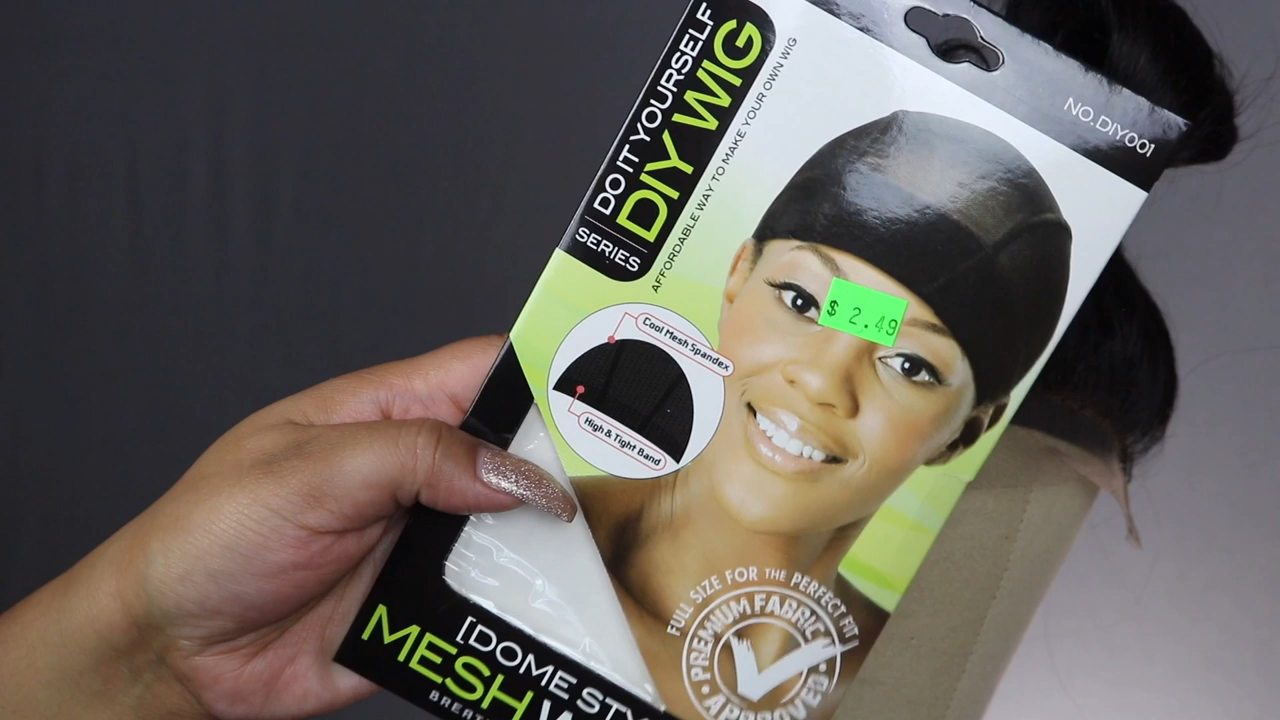 NO.DIY001
DO IT YOURSELF
DIY WIG
SERIES
AFFORDABLE WAY TO MAKE YOUR OWN WIG
$ 2.49
Cool Mesh Spandex
High & Tight Band
FULL SIZE FOR THE PERFECT FIT
PREMIUM FABRIC
APPROVED
[DOME
MESH